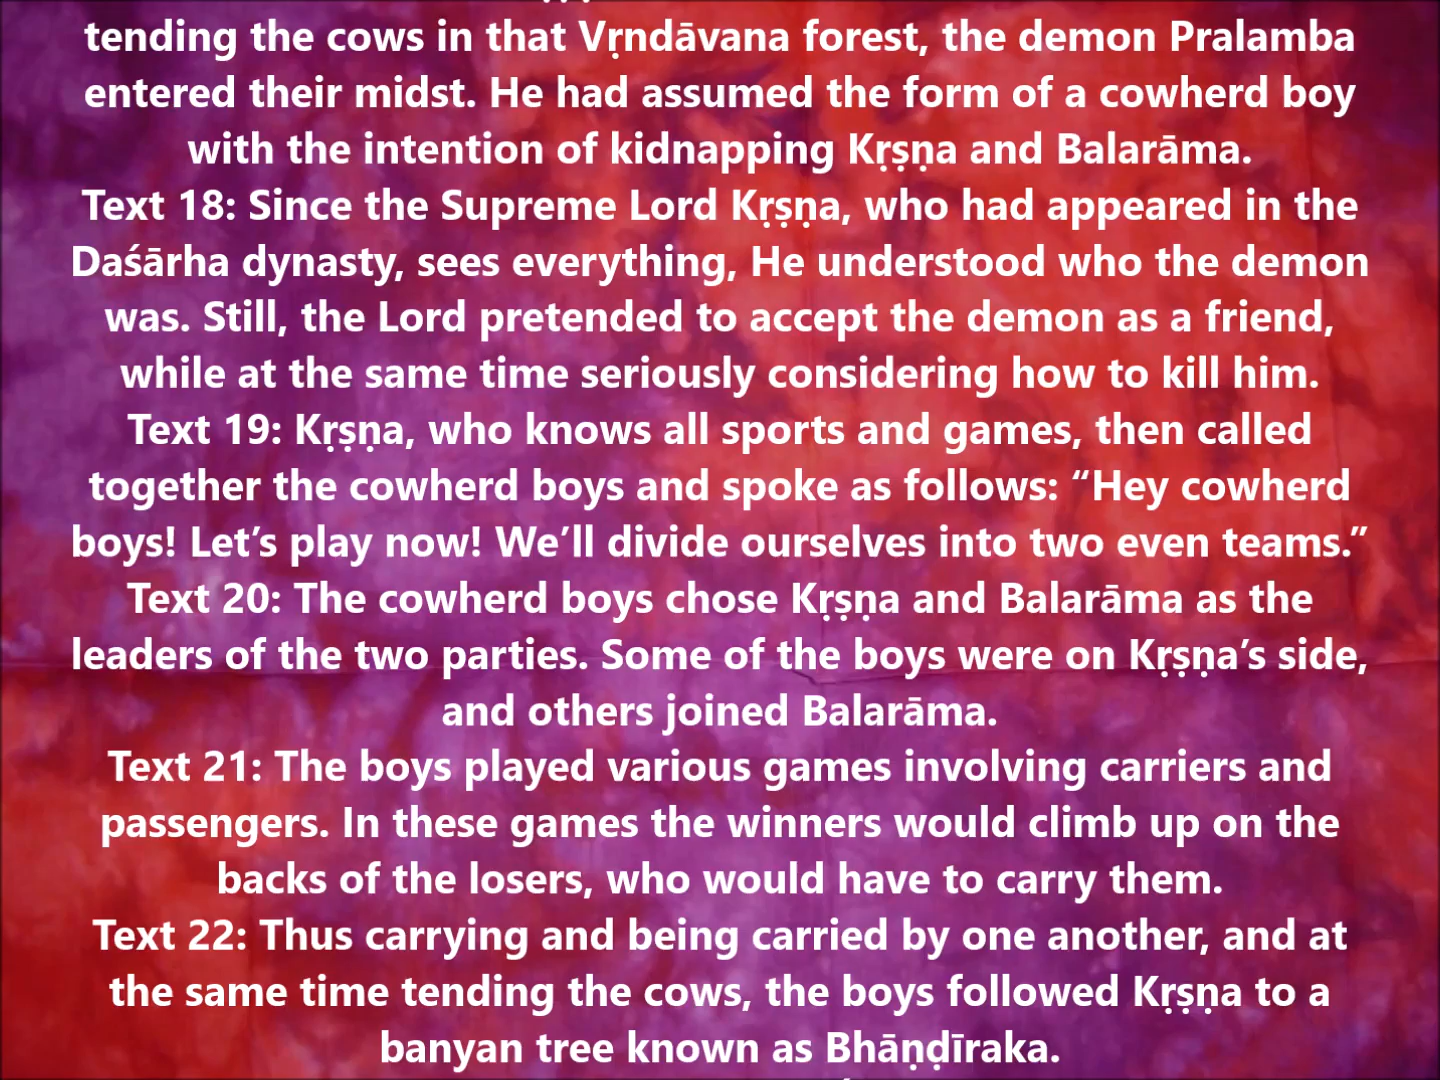 tending the cows in that Vṛndāvana forest, the demon Pralamba
entered their midst. He had assumed the form of a cowherd boy
with the intention of kidnapping Kṛṣṇa and Balarāma.
Text 18: Since the Supreme Lord Kṛṣṇa, who had appeared in the
Daśārha dynasty, sees everything, He understood who the demon
was. Still, the Lord pretended to accept the demon as a friend,
while at the same time seriously considering how to kill him.
Text 19: Kṛṣṇa, who knows all sports and games, then called
together the cowherd boys and spoke as follows: “Hey cowherd
boys! Let’s play now! We’ll divide ourselves into two even teams.”
Text 20: The cowherd boys chose Kṛṣṇa and Balarāma as the
leaders of the two parties. Some of the boys were on Kṛṣṇa’s side,
and others joined Balarāma.
Text 21: The boys played various games involving carriers and
passengers. In these games the winners would climb up on the
backs of the losers, who would have to carry them.
Text 22: Thus carrying and being carried by one another, and at
the same time tending the cows, the boys followed Kṛṣṇa to a
banyan tree known as Bhāṇḍīraka.